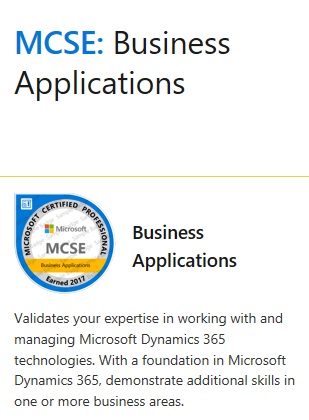 MCSE: Business
Applications
MICROSOFT CERTIFIED PROFESSIONAL
Microsoft
MCSE
Business Applications
Earned 2017
Business
Applications
Validates your expertise in working with and
managing Microsoft Dynamics 365
technologies. With a foundation in Microsoft
Dynamics 365, demonstrate additional skills in
one or more business areas.